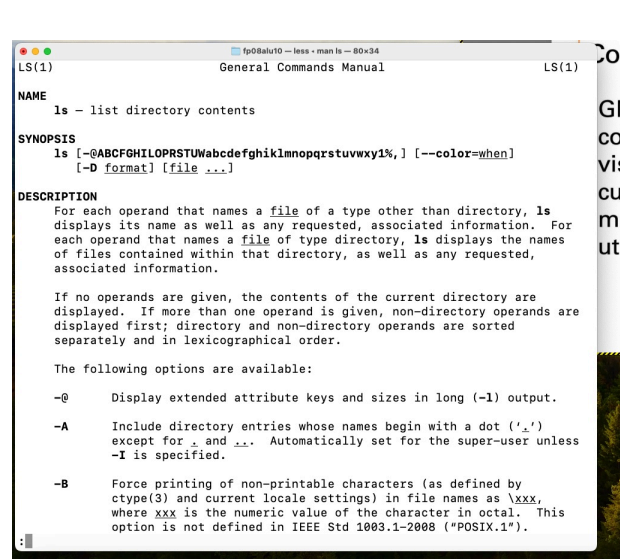 fp08alu10 — less ◂ man ls — 80×34
LS(1) General Commands Manual LS(1)
NAME
ls — list directory contents
SYNOPSIS
ls [-@ABCFGHILOPRSTUWabcdefghiklmnopqrstuvwxy1%,] [--color=when]
[-D format] [file ...]
DESCRIPTION
For each operand that names a file of a type other than directory, ls
displays its name as well as any requested, associated information. For
each operand that names a file of type directory, ls displays the names
of files contained within that directory, as well as any requested,
associated information.
If no operands are given, the contents of the current directory are
displayed. If more than one operand is given, non-directory operands are
displayed first; directory and non-directory operands are sorted
separately and in lexicographical order.
The following options are available:
-@ Display extended attribute keys and sizes in long (-l) output.
-A Include directory entries whose names begin with a dot (‘.’)
except for . and ... Automatically set for the super-user unless
-I is specified.
-B Force printing of non-printable characters (as defined by
ctype(3) and current locale settings) in file names as \xxx,
where xxx is the numeric value of the character in octal. This
option is not defined in IEEE Std 1003.1-2008 (“POSIX.1”).
: